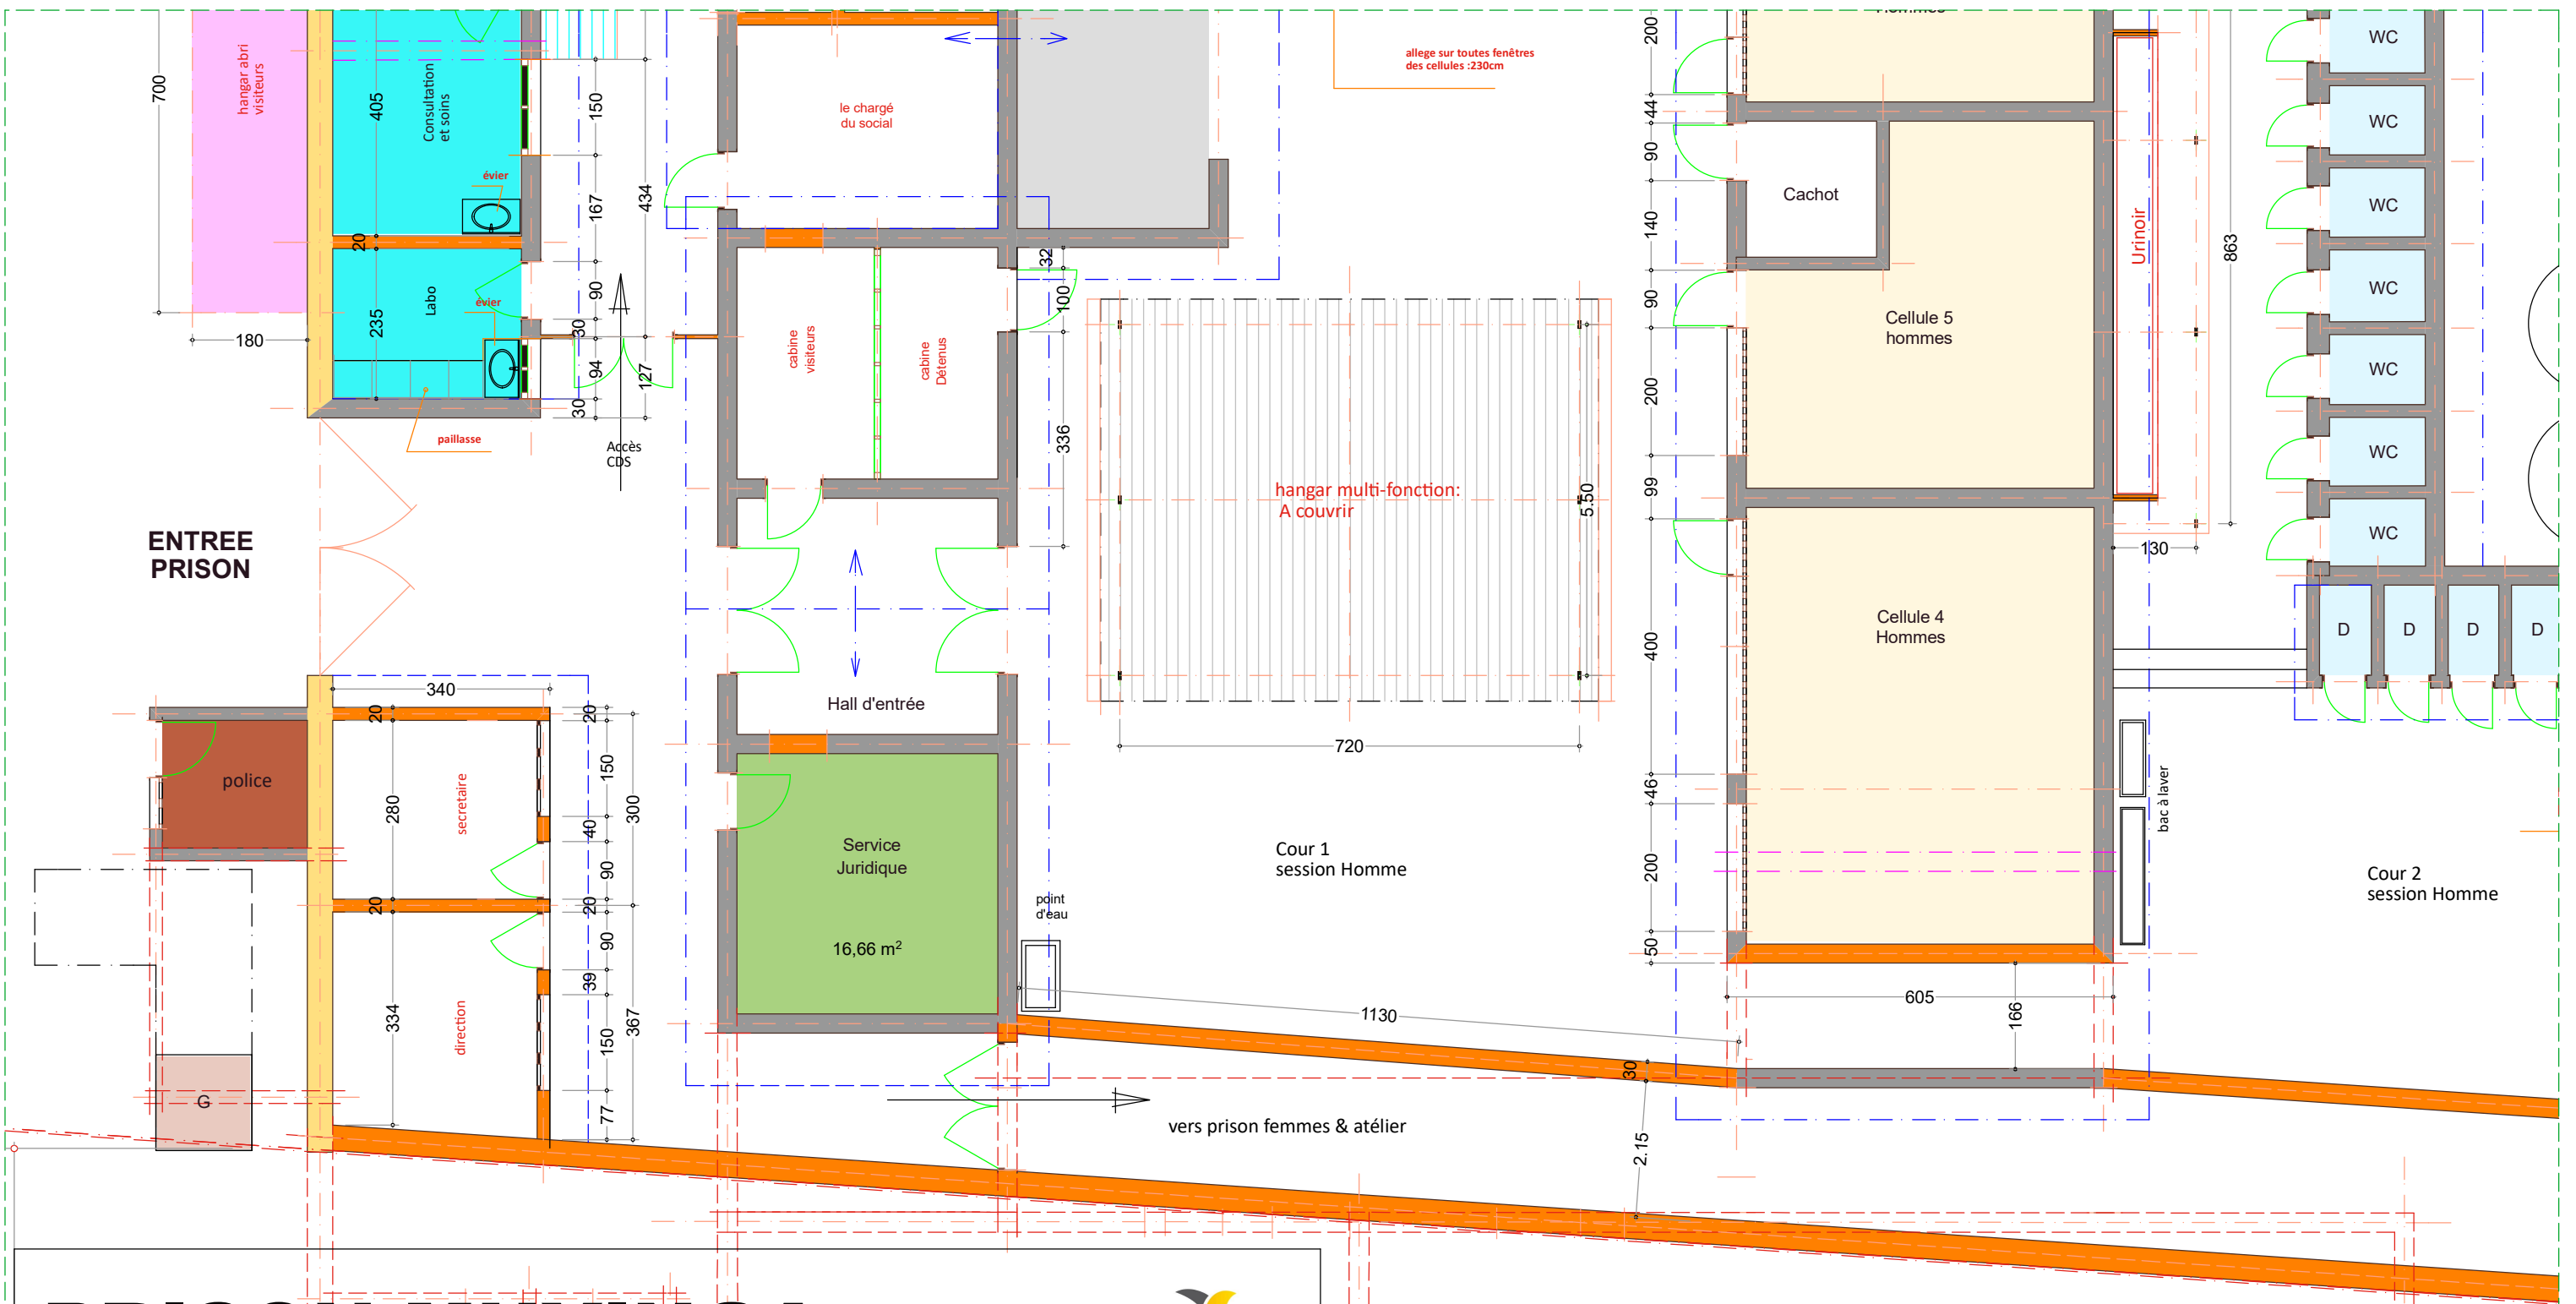 700
hangar abri
visiteurs
180
405
Consultation
et soins
évier
20
235
Labo
évier
paillasse
150
167
434
90
30
94
127
30
Accès
CDS
le chargé
du social
cabine
visiteurs
cabine
Détenus
32
100
336
allege sur toutes fenêtres
des cellules :230cm
hangar multi-fonction:
A couvrir
5.50
720
200
44
90
140
90
200
99
400
46
200
50
Cachot
Cellule 5
hommes
Cellule 4
Hommes
Urinoir
863
130
WC
WC
WC
WC
WC
WC
WC
D
D
D
D
ENTREE
PRISON
Hall d'entrée
340
20
20
police
280
secretaire
150
300
40
90
20
20
90
39
334
direction
150
367
77
G
Service
Juridique
16,66 m²
point
d'eau
Cour 1
session Homme
bac à laver
Cour 2
session Homme
1130
605
166
30
2.15
vers prison femmes & atélier